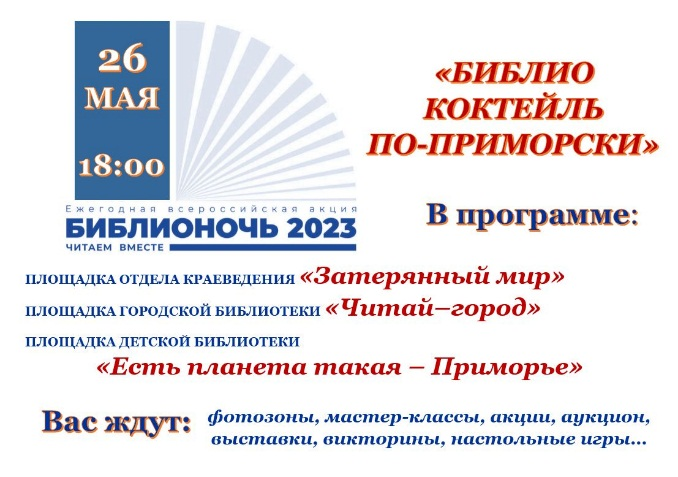 26
МАЯ
18:00
Ежегодная всероссийская акция
БИБЛИОНОЧЬ 2023
ЧИТАЕМ ВМЕСТЕ
«БИБЛИО
КОКТЕЙЛЬ
ПО-ПРИМОРСКИ»
В программе:
ПЛОЩАДКА ОТДЕЛА КРАЕВЕДЕНИЯ «Затерянный мир»
ПЛОЩАДКА ГОРОДСКОЙ БИБЛИОТЕКИ «Читай–город»
ПЛОЩАДКА ДЕТСКОЙ БИБЛИОТЕКИ
«Есть планета такая – Приморье»
Вас ждут: фотозоны, мастер-классы, акции, аукцион,
выставки, викторины, настольные игры...